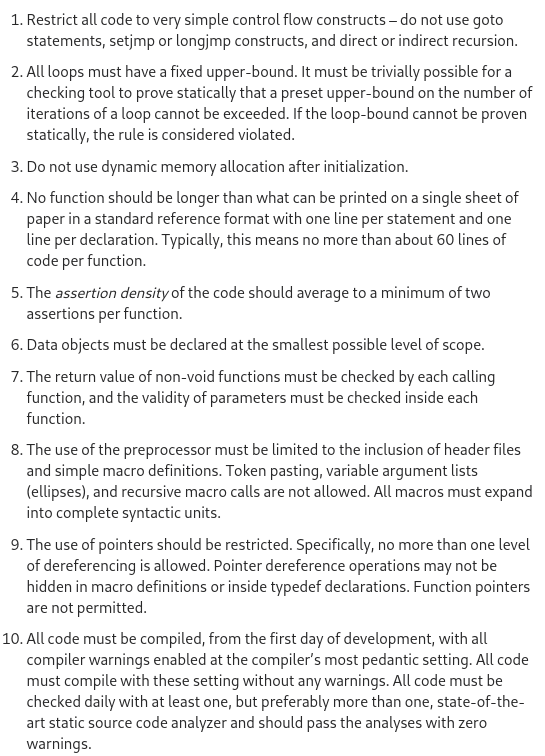 1. Restrict all code to very simple control flow constructs – do not use goto
statements, setjmp or longjmp constructs, and direct or indirect recursion.
2. All loops must have a fixed upper-bound. It must be trivially possible for a
checking tool to prove statically that a preset upper-bound on the number of
iterations of a loop cannot be exceeded. If the loop-bound cannot be proven
statically, the rule is considered violated.
3. Do not use dynamic memory allocation after initialization.
4. No function should be longer than what can be printed on a single sheet of
paper in a standard reference format with one line per statement and one
line per declaration. Typically, this means no more than about 60 lines of
code per function.
5. The assertion density of the code should average to a minimum of two
assertions per function.
6. Data objects must be declared at the smallest possible level of scope.
7. The return value of non-void functions must be checked by each calling
function, and the validity of parameters must be checked inside each
function.
8. The use of the preprocessor must be limited to the inclusion of header files
and simple macro definitions. Token pasting, variable argument lists
(ellipses), and recursive macro calls are not allowed. All macros must expand
into complete syntactic units.
9. The use of pointers should be restricted. Specifically, no more than one level
of dereferencing is allowed. Pointer dereference operations may not be
hidden in macro definitions or inside typedef declarations. Function pointers
are not permitted.
10. All code must be compiled, from the first day of development, with all
compiler warnings enabled at the compiler's most pedantic setting. All code
must compile with these setting without any warnings. All code must be
checked daily with at least one, but preferably more than one, state-of-the-
art static source code analyzer and should pass the analyses with zero
warnings.